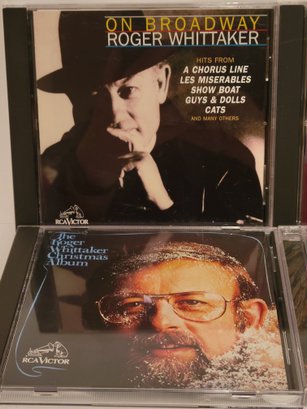 ON BROADWAY
ROGER WHITTAKER
HITS FROM
A CHORUS LINE
LES MISERABLES
SHOW BOAT
GUYS & DOLLS
CATS
AND MANY OTHERS
RCA VICTOR
The
Roger
Whittaker
Christmas
Album
RCA VICTOR